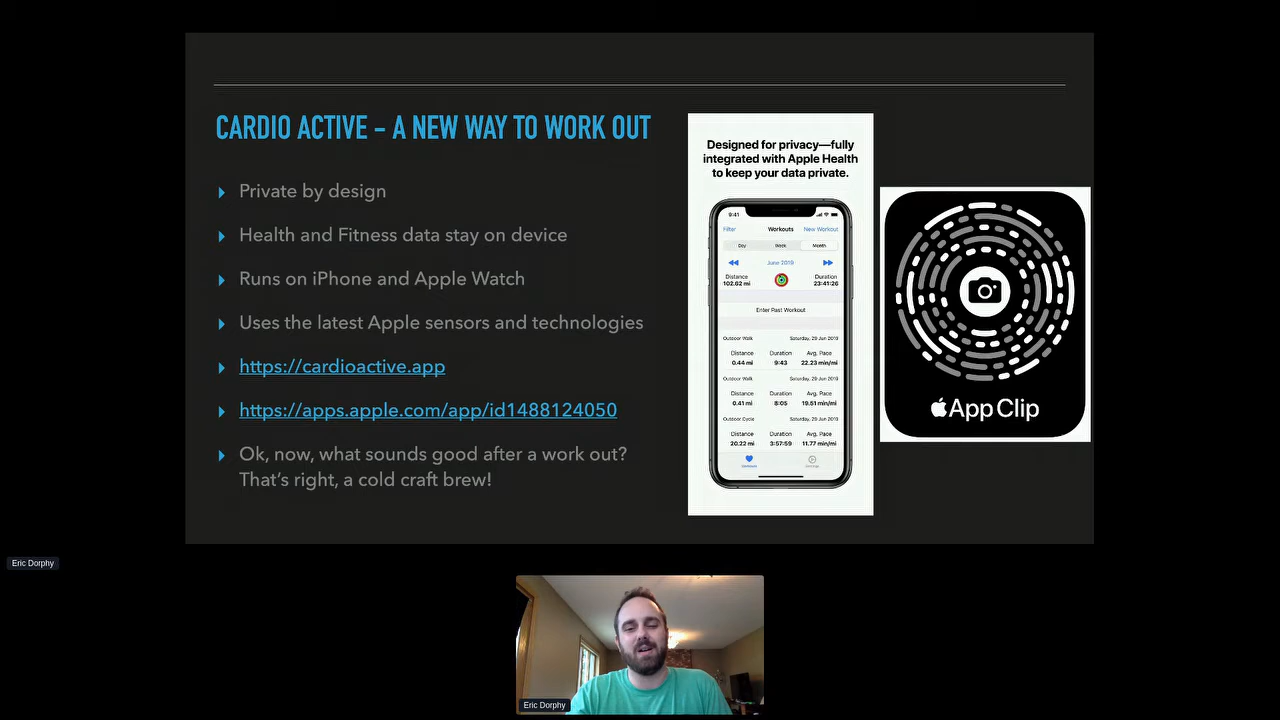 CARDIO ACTIVE – A NEW WAY TO WORK OUT
Private by design
Health and Fitness data stay on device
Runs on iPhone and Apple Watch
Uses the latest Apple sensors and technologies
https://cardioactive.app
https://apps.apple.com/app/id1488124050
Ok, now, what sounds good after a work out?
That's right, a cold craft brew!
Designed for privacy—fully
integrated with Apple Health
to keep your data private.
9:41
Filter Workouts New Workout
Day Week Month
June 2019
Distance Duration
102.62 mi 23:41:26
Enter Past Workout
Outdoor Walk Saturday, 29 Jun 2019
Distance Duration Avg. Pace
0.44 mi 9:43 22.23 min/mi
Outdoor Walk Saturday, 29 Jun 2019
Distance Duration Avg. Pace
0.41 mi 8:05 19.51 min/mi
Outdoor Cycle Saturday, 29 Jun 2019
Distance Duration Avg. Pace
20.22 mi 3:57:59 11.77 min/mi
App Clip
Eric Dorphy
Eric Dorphy